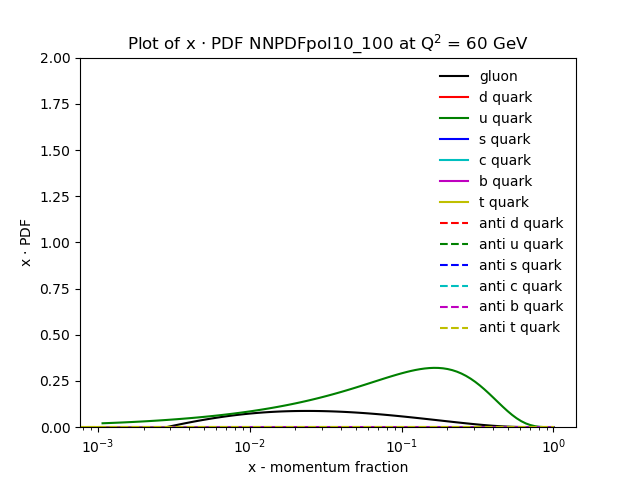 Plot of x · PDF NNPDFpol10_100 at Q² = 60 GeV
2.00
1.75
1.50
1.25
1.00
0.75
0.50
0.25
0.00
x · PDF
gluon
d quark
u quark
s quark
c quark
b quark
t quark
anti d quark
anti u quark
anti s quark
anti c quark
anti b quark
anti t quark
10⁻³ 10⁻² 10⁻¹ 10⁰
x - momentum fraction